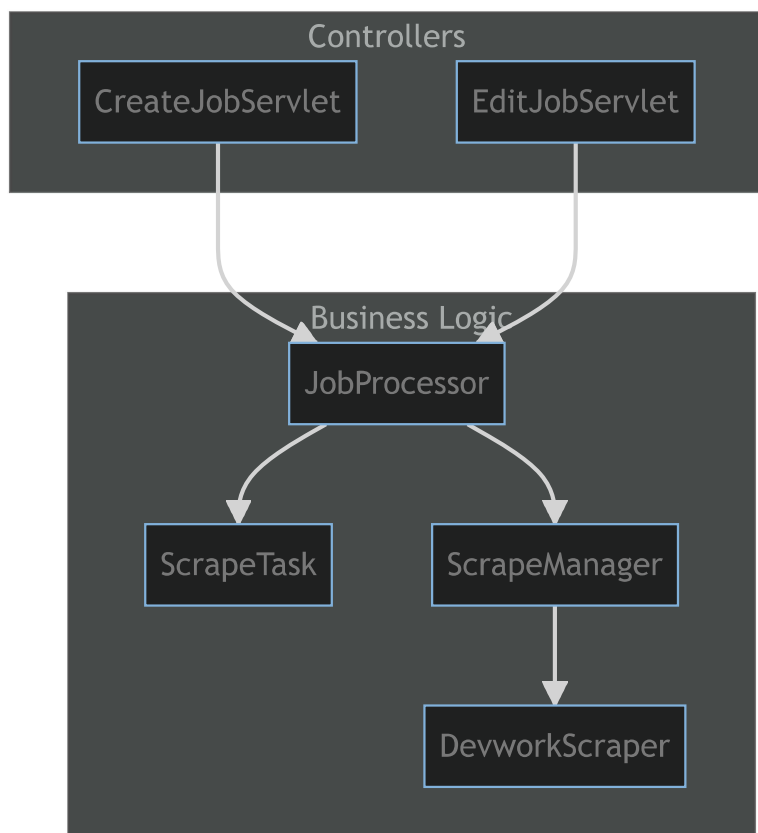 Controllers
CreateJobServlet
EditJobServlet
Business Logic
JobProcessor
ScrapeTask
ScrapeManager
DevworkScraper